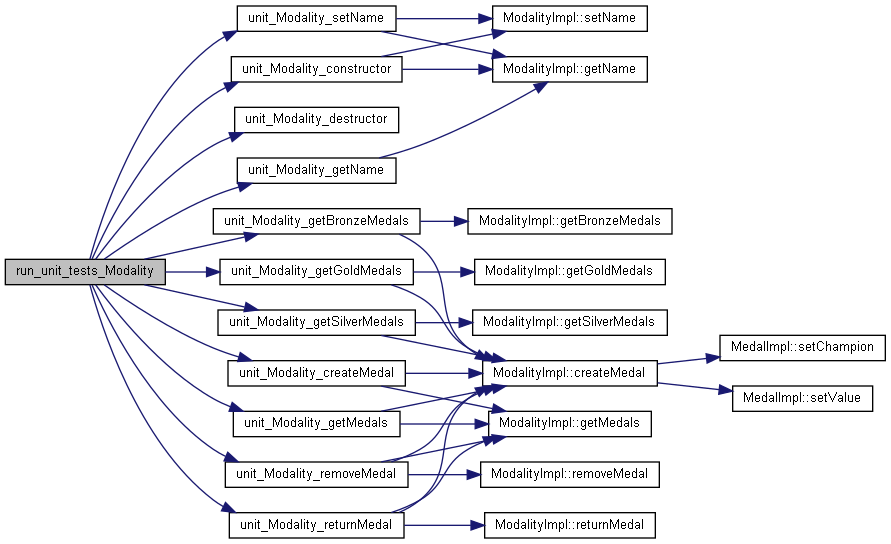 unit_Modality_setName
ModalityImpl::setName
unit_Modality_constructor
ModalityImpl::getName
unit_Modality_destructor
unit_Modality_getName
unit_Modality_getBronzeMedals
ModalityImpl::getBronzeMedals
run_unit_tests_Modality
unit_Modality_getGoldMedals
ModalityImpl::getGoldMedals
unit_Modality_getSilverMedals
ModalityImpl::getSilverMedals
MedalImpl::setChampion
unit_Modality_createMedal
ModalityImpl::createMedal
MedalImpl::setValue
unit_Modality_getMedals
ModalityImpl::getMedals
unit_Modality_removeMedal
ModalityImpl::removeMedal
unit_Modality_returnMedal
ModalityImpl::returnMedal